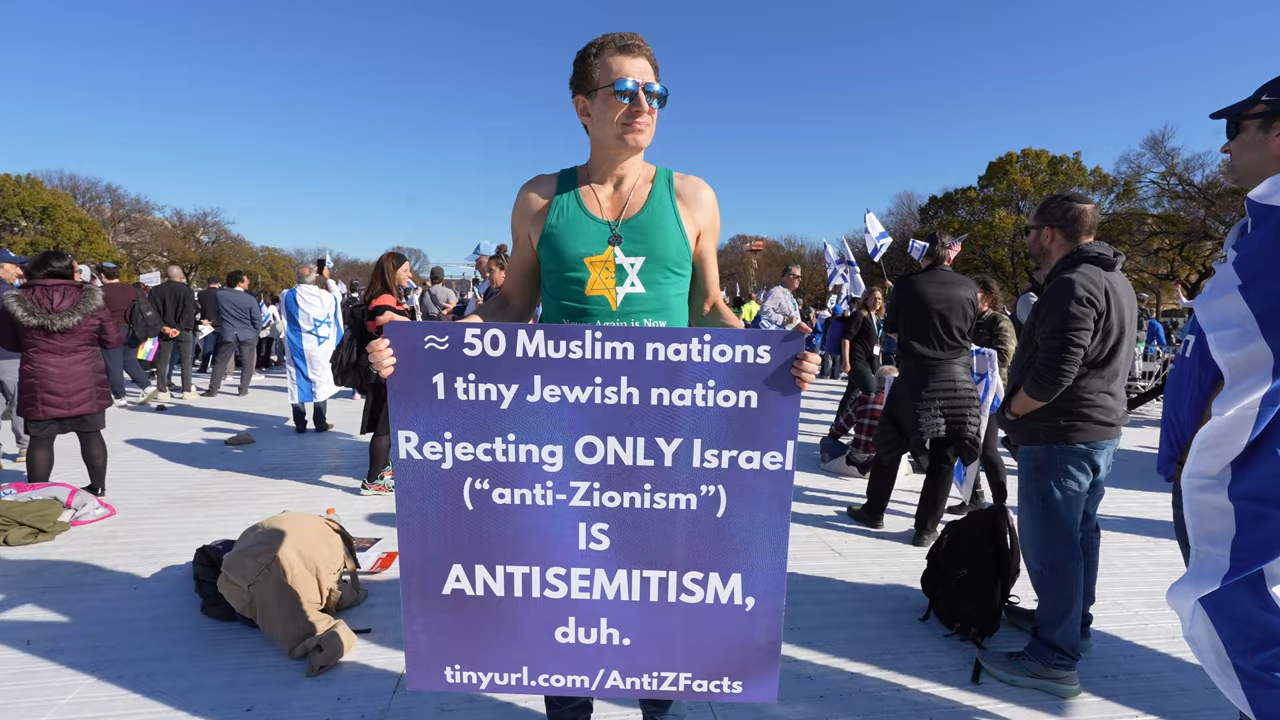 Never Again is Now
≈ 50 Muslim nations
1 tiny Jewish nation
Rejecting ONLY Israel
(“anti-Zionism”)
IS
ANTISEMITISM,
duh.
tinyurl.com/AntiZFacts